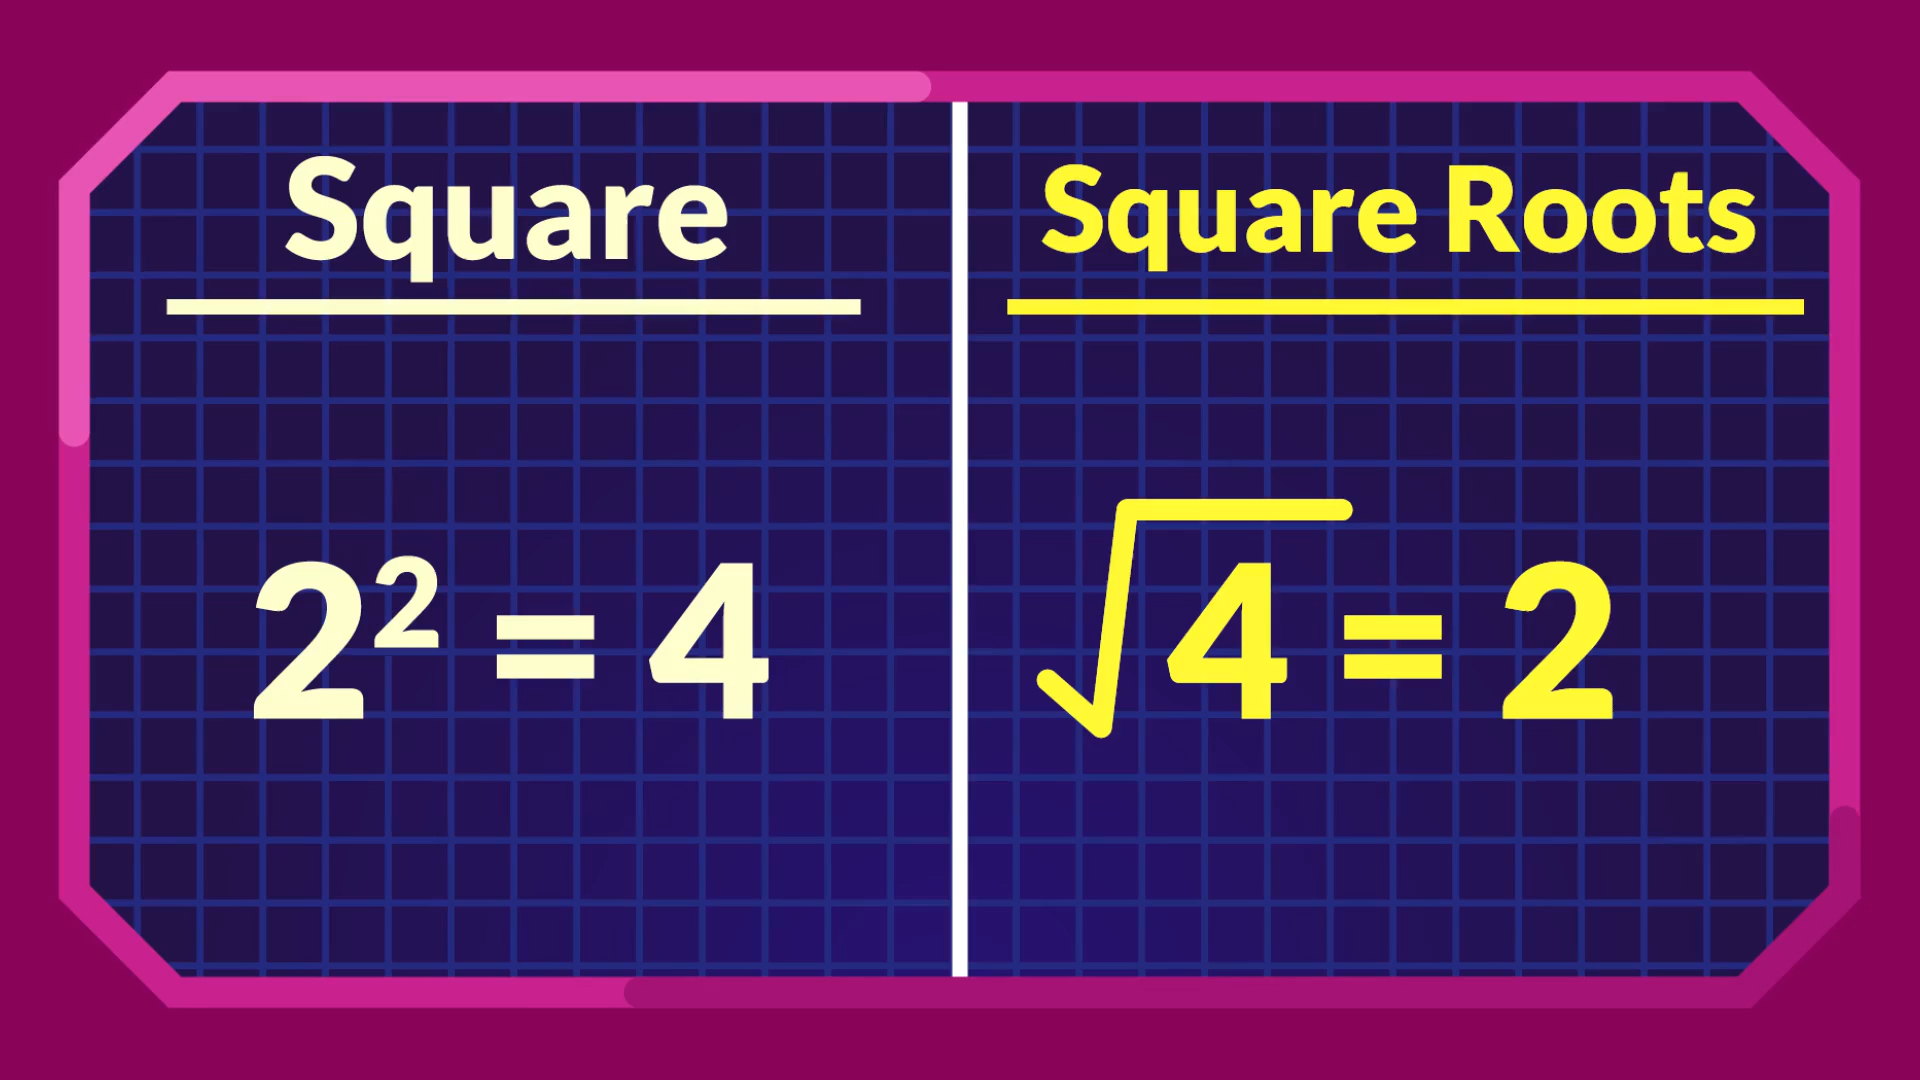 Square
2² = 4
Square Roots
√4 = 2